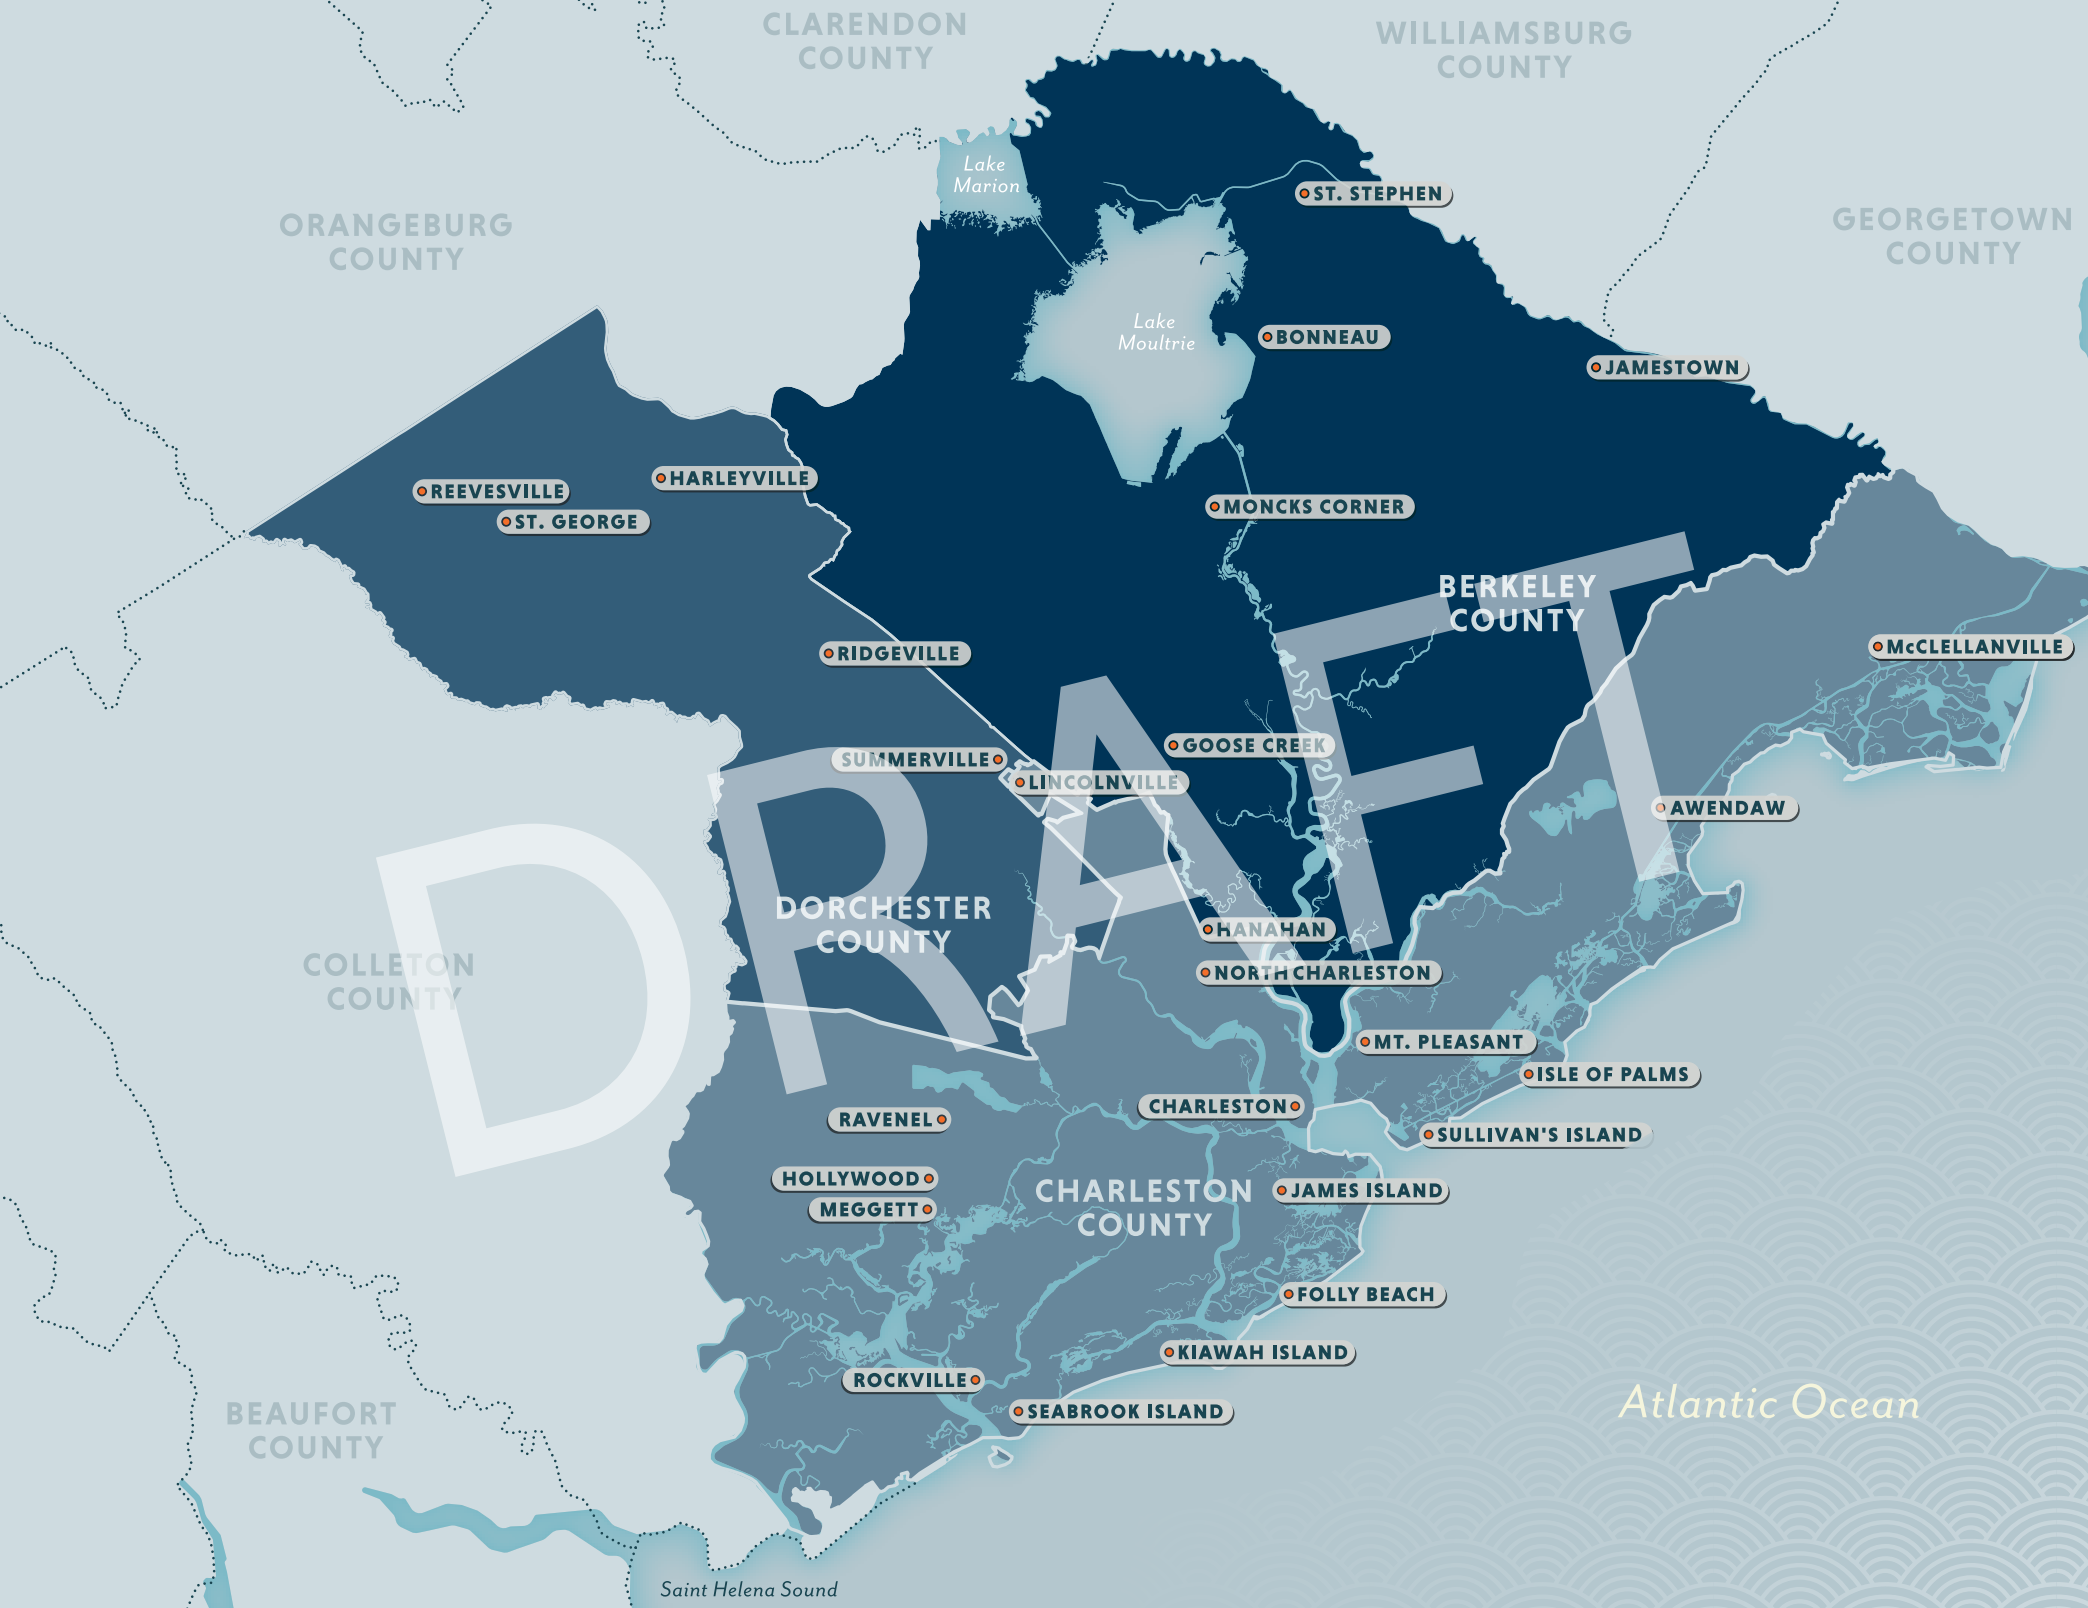 CLARENDON
COUNTY
WILLIAMSBURG
COUNTY
Lake
Marion
ST. STEPHEN
ORANGEBURG
COUNTY
GEORGETOWN
COUNTY
Lake
Moultrie
BONNEAU
JAMESTOWN
HARLEYVILLE
REEVESVILLE
ST. GEORGE
MONCKS CORNER
BERKELEY
COUNTY
McCLELLANVILLE
RIDGEVILLE
GOOSE CREEK
SUMMERVILLE
LINCOLNVILLE
AWENDAW
DRAFT
DORCHESTER
COUNTY
HANAHAN
COLLETON
COUNTY
NORTH CHARLESTON
MT. PLEASANT
ISLE OF PALMS
CHARLESTON
RAVENEL
SULLIVAN'S ISLAND
HOLLYWOOD
CHARLESTON
COUNTY
JAMES ISLAND
MEGGETT
FOLLY BEACH
KIAWAH ISLAND
ROCKVILLE
SEABROOK ISLAND
Atlantic Ocean
BEAUFORT
COUNTY
Saint Helena Sound